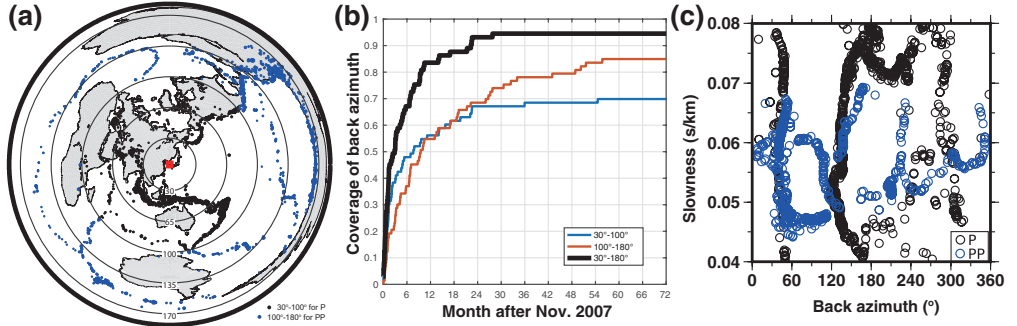 (a)
30
65
100
135
170
30°-100° for P
100°-180° for PP
(b)
Coverage of back azimuth
1
0.9
0.8
0.7
0.6
0.5
0.4
0.3
0.2
0.1
0
0 6 12 18 24 30 36 42 48 54 60 66 72
Month after Nov. 2007
30°-100°
100°-180°
30°-180°
(c)
Slowness (s/km)
0.08
0.07
0.06
0.05
0.04
0 60 120 180 240 300 360
Back azimuth (°)
P
PP